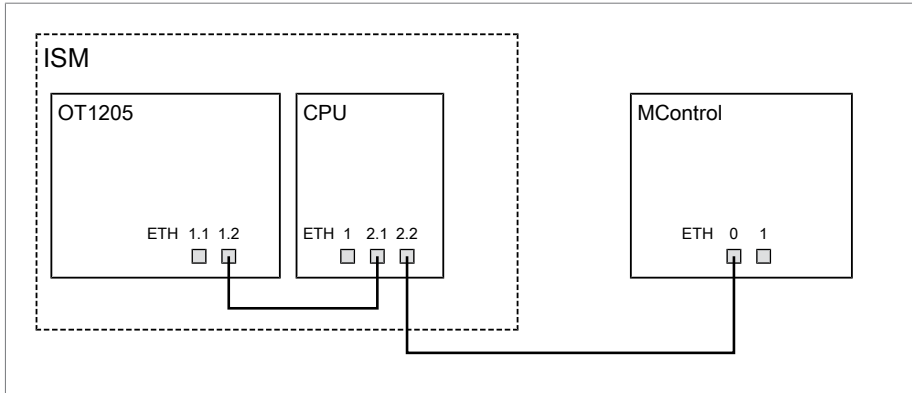 ISM
OT1205 CPU MControl
ETH 1.1 1.2 ETH 1 2.1 2.2 ETH 0 1